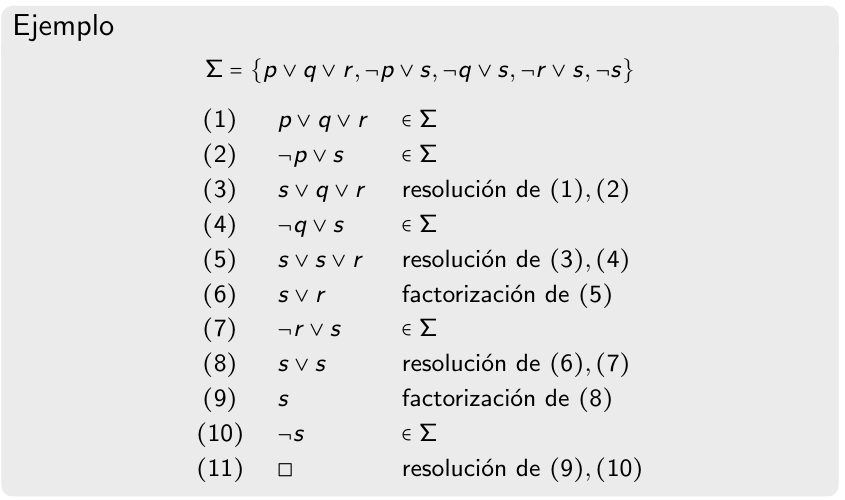 Ejemplo
Σ = {p ∨ q ∨ r, ¬p ∨ s, ¬q ∨ s, ¬r ∨ s, ¬s}
(1) p ∨ q ∨ r ∈ Σ
(2) ¬p ∨ s ∈ Σ
(3) s ∨ q ∨ r resolución de (1), (2)
(4) ¬q ∨ s ∈ Σ
(5) s ∨ s ∨ r resolución de (3), (4)
(6) s ∨ r factorización de (5)
(7) ¬r ∨ s ∈ Σ
(8) s ∨ s resolución de (6), (7)
(9) s factorización de (8)
(10) ¬s ∈ Σ
(11) □ resolución de (9), (10)